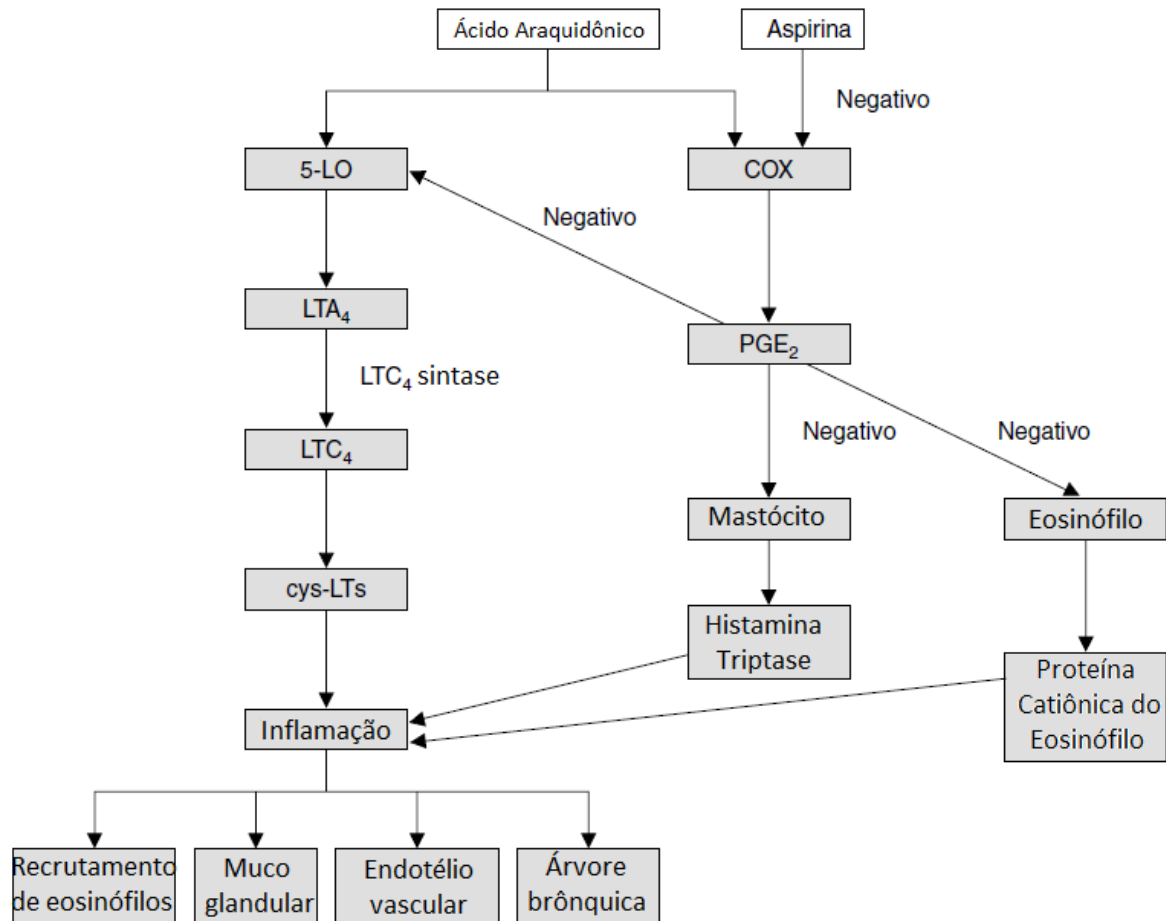 Ácido Araquidônico
Aspirina
Negativo
5-LO
COX
Negativo
LTA₄
PGE₂
LTC₄ sintase
Negativo
Negativo
LTC₄
Mastócito
Eosinófilo
cys-LTs
Histamina
Triptase
Proteína
Catiônica do
Eosinófilo
Inflamação
Recrutamento
de eosinófilos
Muco
glandular
Endotélio
vascular
Árvore
brônquica